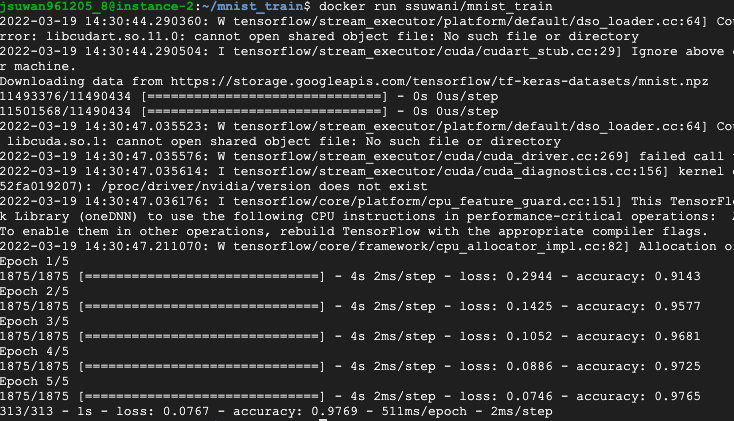 jsuwan961205_8@instance-2:~/mnist_train$ docker run ssuwani/mnist_train
2022-03-19 14:30:44.290360: W tensorflow/stream_executor/platform/default/dso_loader.cc:64] Cou
rror: libcudart.so.11.0: cannot open shared object file: No such file or directory
2022-03-19 14:30:44.290504: I tensorflow/stream_executor/cuda/cudart_stub.cc:29] Ignore above c
r machine.
Downloading data from https://storage.googleapis.com/tensorflow/tf-keras-datasets/mnist.npz
11493376/11490434 [==============================] - 0s 0us/step
11501568/11490434 [==============================] - 0s 0us/step
2022-03-19 14:30:47.035523: W tensorflow/stream_executor/platform/default/dso_loader.cc:64] Cou
libcuda.so.1: cannot open shared object file: No such file or directory
2022-03-19 14:30:47.035576: W tensorflow/stream_executor/cuda/cuda_driver.cc:269] failed call t
2022-03-19 14:30:47.035614: I tensorflow/stream_executor/cuda/cuda_diagnostics.cc:156] kernel d
52fa019207): /proc/driver/nvidia/version does not exist
2022-03-19 14:30:47.036176: I tensorflow/core/platform/cpu_feature_guard.cc:151] This TensorFlo
k Library (oneDNN) to use the following CPU instructions in performance-critical operations:
To enable them in other operations, rebuild TensorFlow with the appropriate compiler flags.
2022-03-19 14:30:47.211070: W tensorflow/core/framework/cpu_allocator_impl.cc:82] Allocation o
Epoch 1/5
1875/1875 [==============================] - 4s 2ms/step - loss: 0.2944 - accuracy: 0.9143
Epoch 2/5
1875/1875 [==============================] - 4s 2ms/step - loss: 0.1425 - accuracy: 0.9577
Epoch 3/5
1875/1875 [==============================] - 4s 2ms/step - loss: 0.1052 - accuracy: 0.9681
Epoch 4/5
1875/1875 [==============================] - 4s 2ms/step - loss: 0.0886 - accuracy: 0.9725
Epoch 5/5
1875/1875 [==============================] - 4s 2ms/step - loss: 0.0746 - accuracy: 0.9765
313/313 - 1s - loss: 0.0767 - accuracy: 0.9769 - 511ms/epoch - 2ms/step